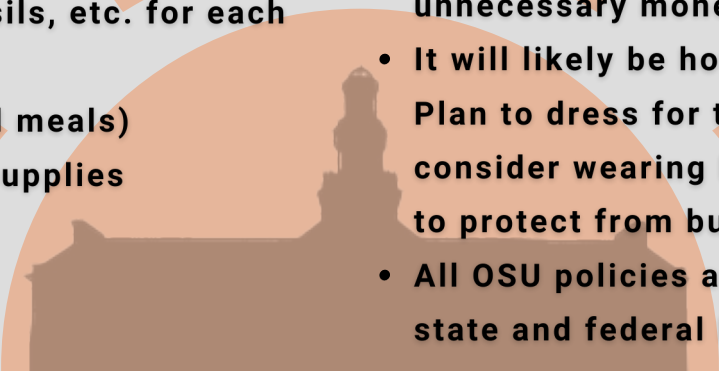 ils, etc. for each
meals)
upplies
unnecessary mone
• It will likely be ho
Plan to dress for t
consider wearing
to protect from bu
• All OSU policies a
state and federal